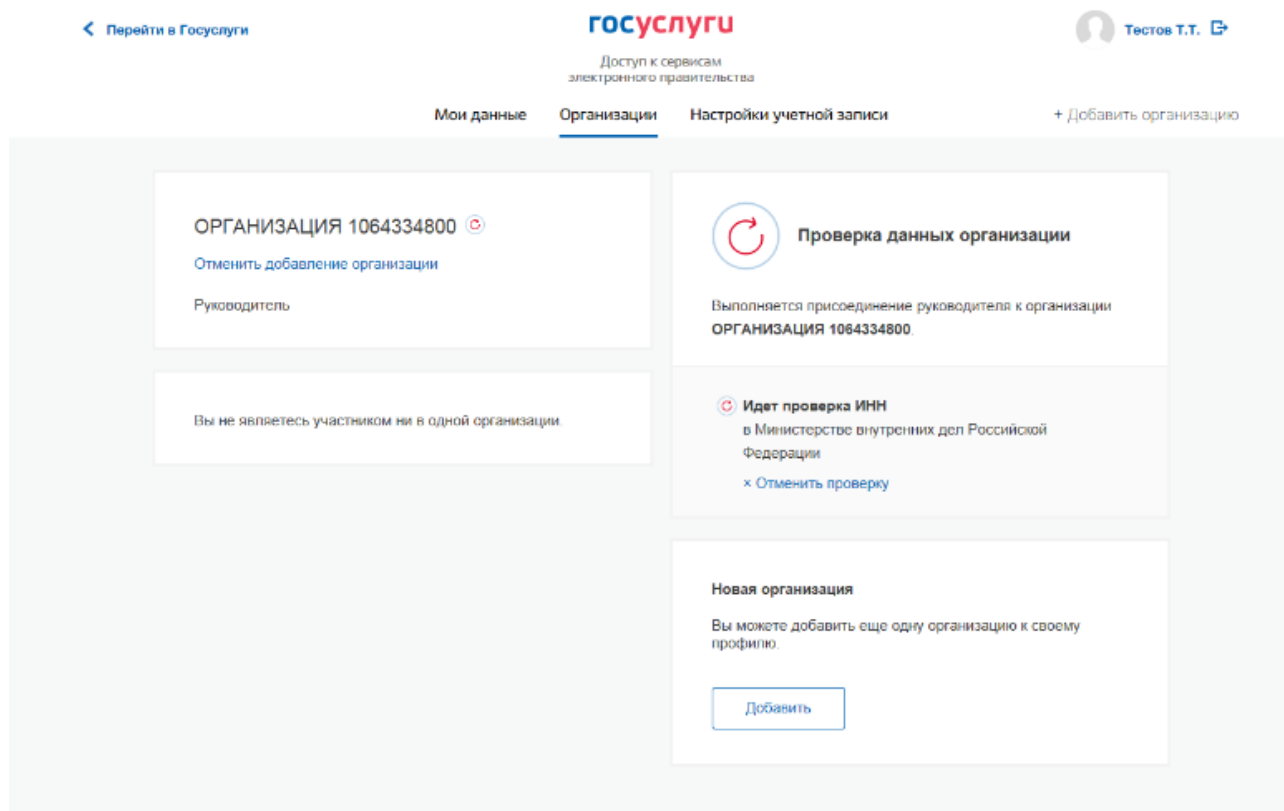 Перейти в Госуслуги
госуслуги
Тестов Т.Т.
Доступ к сервисам
электронного правительства
Мои данные
Организации
Настройки учетной записи
+ Добавить организацию
ОРГАНИЗАЦИЯ 1064334800
Отменить добавление организации
Руководитель
Вы не являетесь участником ни в одной организации.
Проверка данных организации
Выполняется присоединение руководителя к организации
ОРГАНИЗАЦИЯ 1064334800.
Идет проверка ИНН
в Министерстве внутренних дел Российской
Федерации
× Отменить проверку
Новая организация
Вы можете добавить еще одну организацию к своему
профилю.
Добавить